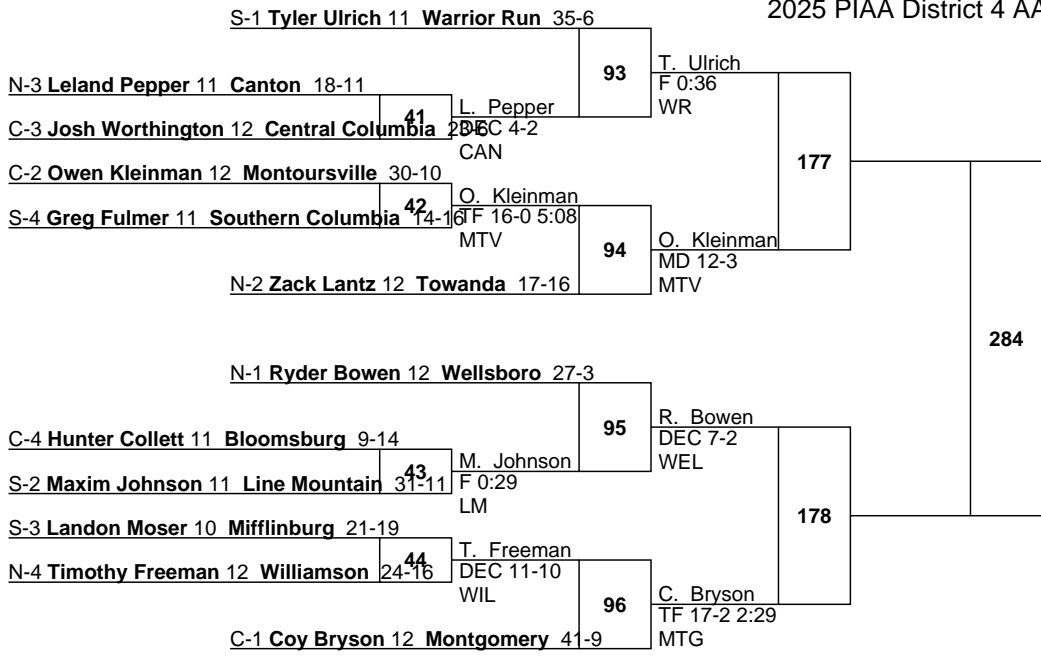 2025 PIAA District 4 AA
S-1 Tyler Ulrich 11 Warrior Run 35-6
93
T. Ulrich
F 0:36
WR
N-3 Leland Pepper 11 Canton 18-11
41
L. Pepper
DEC 4-2
CAN
C-3 Josh Worthington 12 Central Columbia 23-6
177
C-2 Owen Kleinman 12 Montoursville 30-10
42
O. Kleinman
TF 16-0 5:08
MTV
S-4 Greg Fulmer 11 Southern Columbia 14-16
94
O. Kleinman
MD 12-3
MTV
N-2 Zack Lantz 12 Towanda 17-16
284
N-1 Ryder Bowen 12 Wellsboro 27-3
95
R. Bowen
DEC 7-2
WEL
C-4 Hunter Collett 11 Bloomsburg 9-14
43
M. Johnson
F 0:29
LM
S-2 Maxim Johnson 11 Line Mountain 31-11
178
S-3 Landon Moser 10 Mifflinburg 21-19
44
T. Freeman
DEC 11-10
WIL
N-4 Timothy Freeman 12 Williamson 24-16
96
C. Bryson
TF 17-2 2:29
MTG
C-1 Coy Bryson 12 Montgomery 41-9